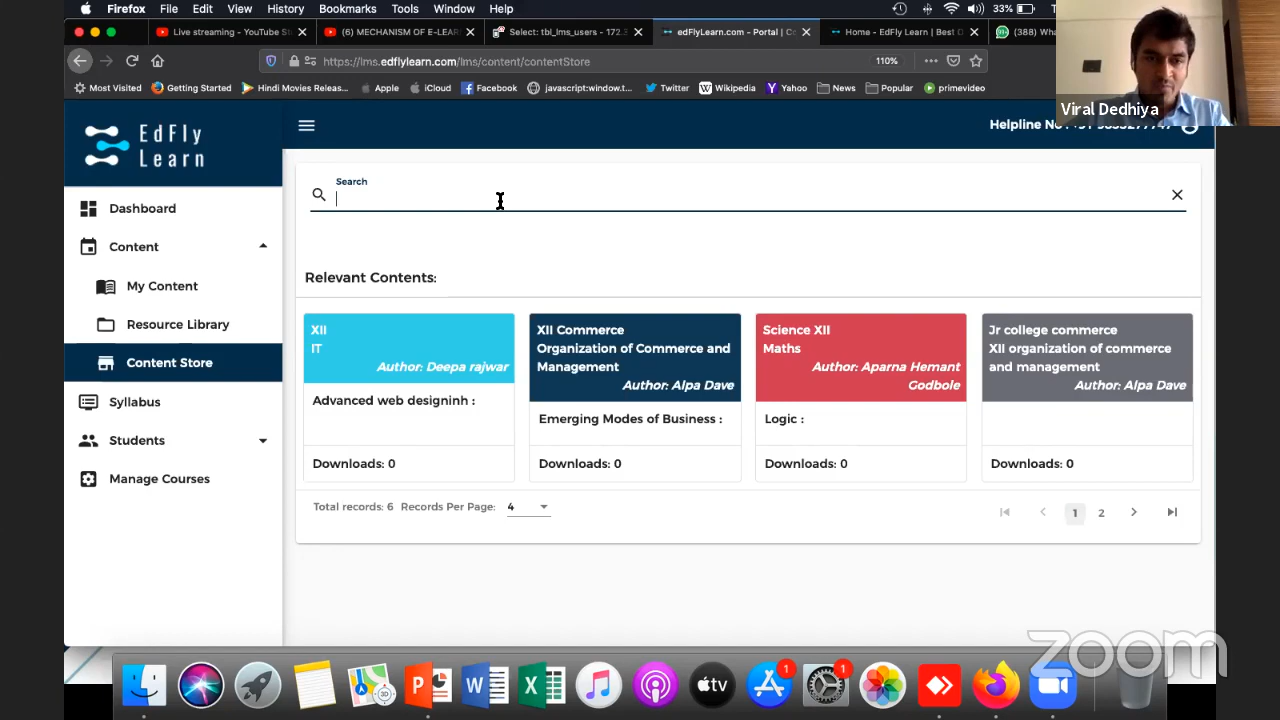 Firefox File Edit View History Bookmarks Tools Window Help 33%
Live streaming - YouTube S
(6) MECHANISM OF E-LEAR
Select: tbl_lms_users - 172.3
edFlyLearn.com - Portal | C
Home - EdFly Learn | Best O
(388) Wha
https://lms.edflylearn.com/lms/content/contentStore
110%
Most Visited Getting Started Hindi Movies Releas... Apple iCloud Facebook javascript:window.t... Twitter Wikipedia Yahoo News Popular primevideo
Viral Dedhiya
EdFly
Learn
Helpline No
Dashboard
Content
My Content
Resource Library
Content Store
Syllabus
Students
Manage Courses
Search
Relevant Contents:
XII
IT
Author: Deepa rajwar
Advanced web designinh :
Downloads: 0
XII Commerce
Organization of Commerce and
Management
Author: Alpa Dave
Emerging Modes of Business :
Downloads: 0
Science XII
Maths
Author: Aparna Hemant
Godbole
Logic :
Downloads: 0
Jr college commerce
XII organization of commerce
and management
Author: Alpa Dave
Downloads: 0
Total records: 6 Records Per Page: 4
1 2
zoom
3D
P
W
X
tv
1
1